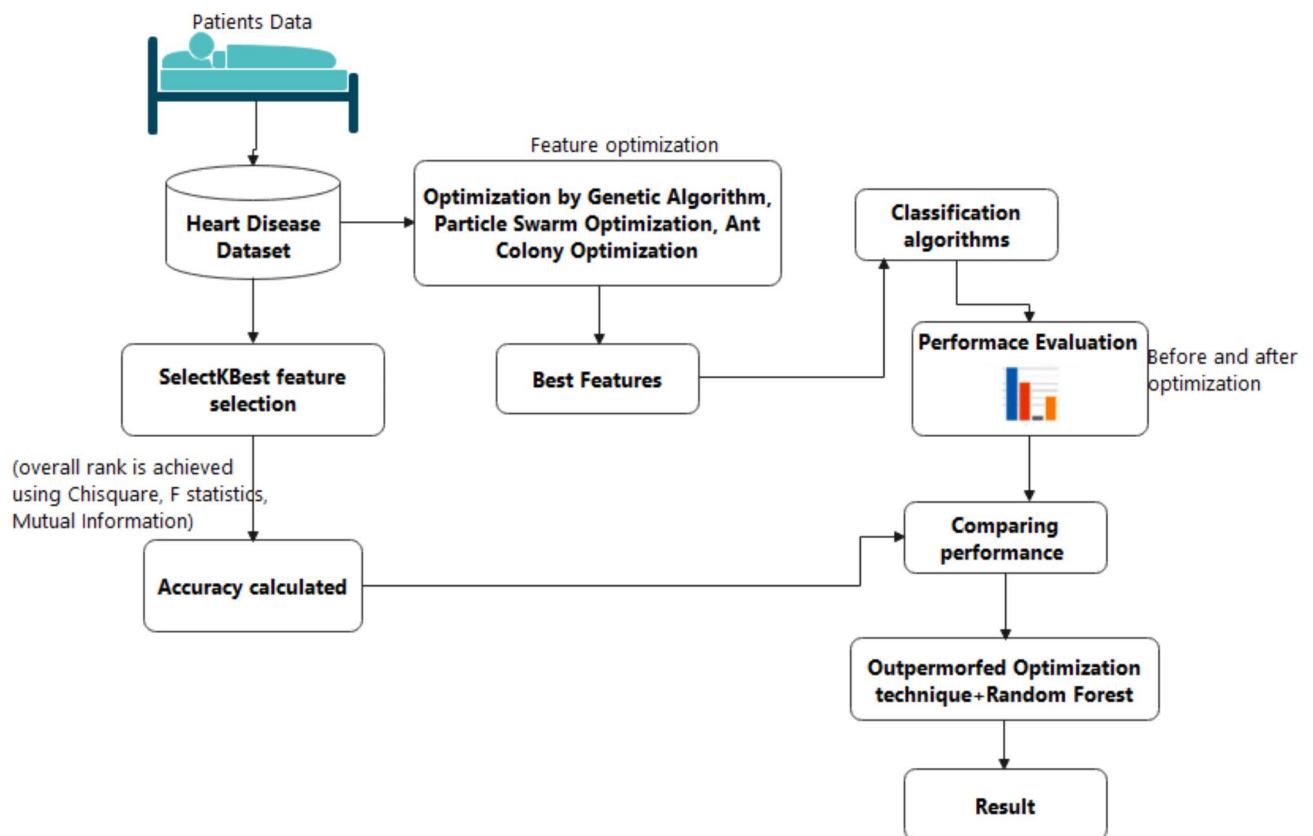 Patients Data
Feature optimization
Heart Disease
Dataset
Optimization by Genetic Algorithm,
Particle Swarm Optimization, Ant
Colony Optimization
Classification
algorithms
SelectKBest feature
selection
Best Features
Performace Evaluation
Before and after
optimization
(overall rank is achieved
using Chisquare, F statistics,
Mutual Information)
Accuracy calculated
Comparing
performance
Outpermorfed Optimization
technique+Random Forest
Result